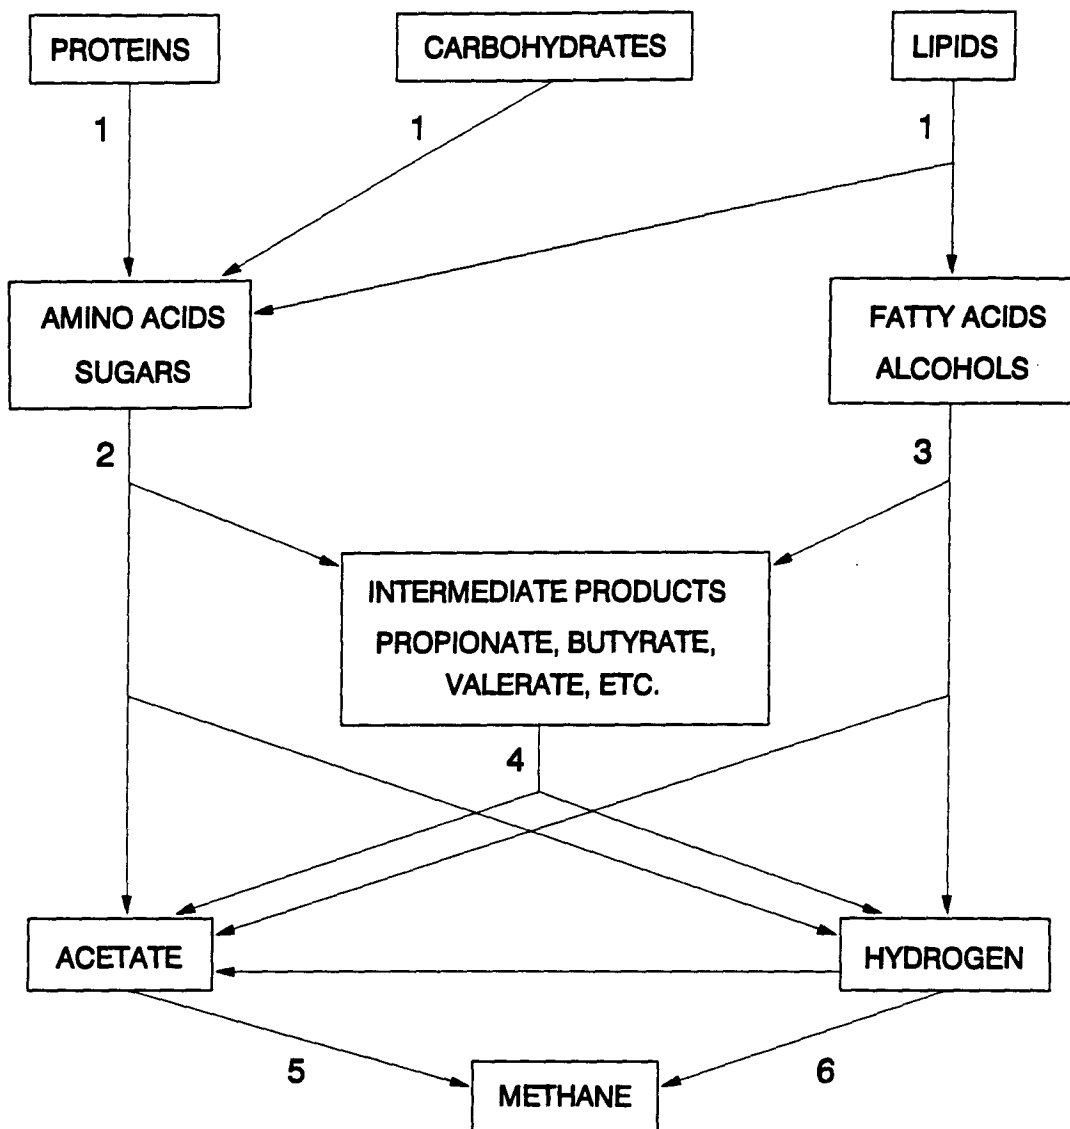 PROTEINS
CARBOHYDRATES
LIPIDS
1
1
1
AMINO ACIDS
SUGARS
FATTY ACIDS
ALCOHOLS
2
3
INTERMEDIATE PRODUCTS
PROPIONATE, BUTYRATE,
VALERATE, ETC.
4
ACETATE
HYDROGEN
5
6
METHANE